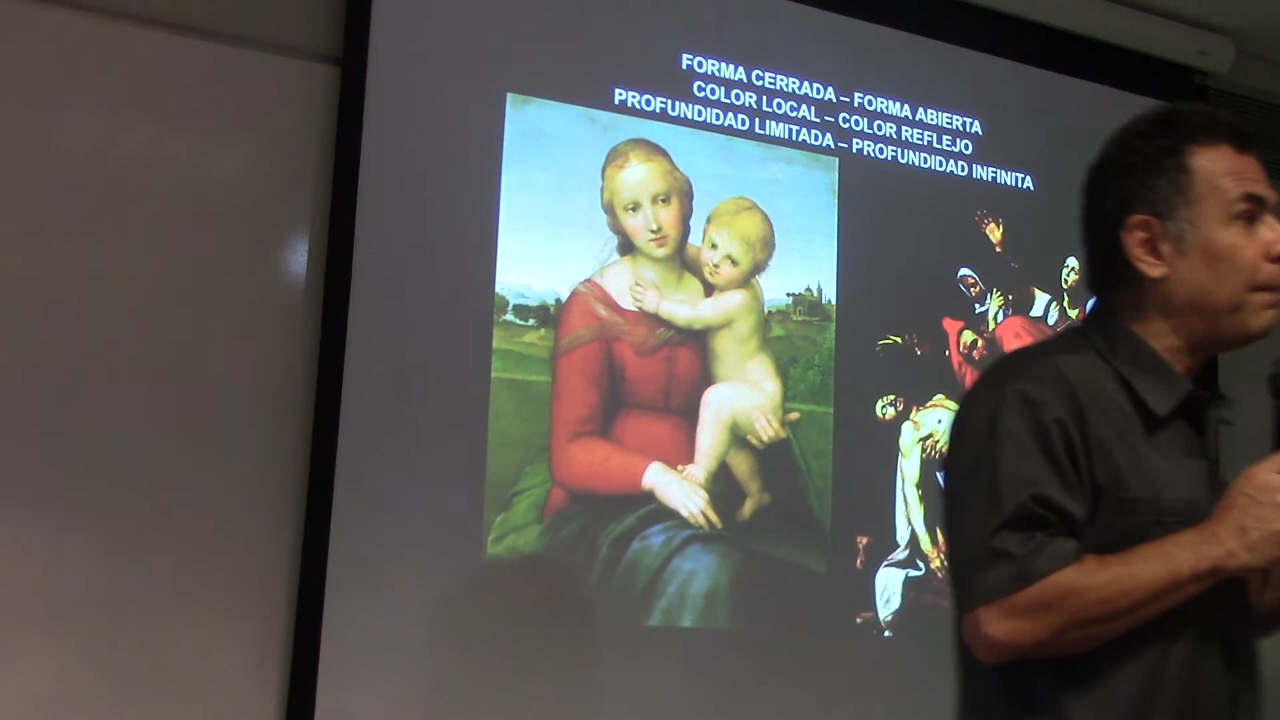 FORMA CERRADA – FORMA ABIERTA
COLOR LOCAL – COLOR REFLEJO
PROFUNDIDAD LIMITADA – PROFUNDIDAD INFINITA